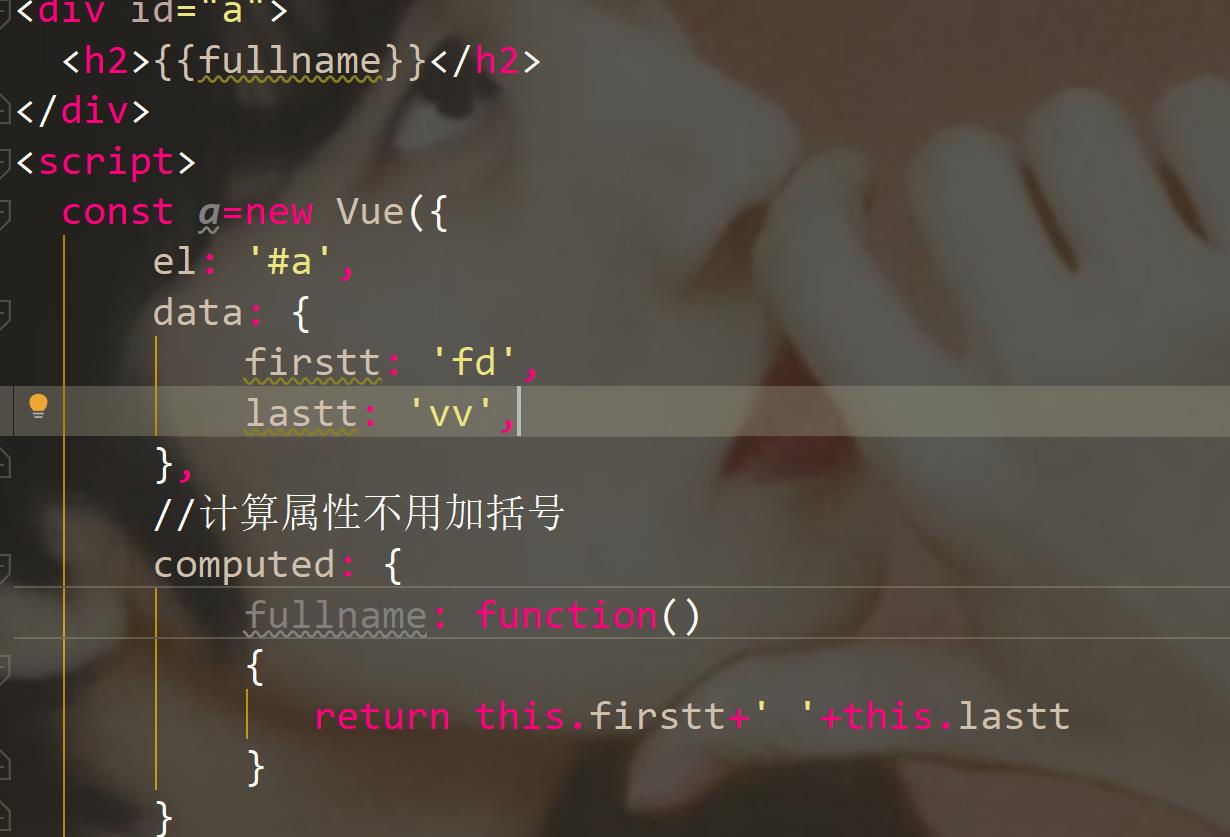 <div id="a">
<h2>{{fullname}}</h2>
</div>
<script>
const a=new Vue({
el: '#a',
data: {
firstt: 'fd',
lastt: 'vv',
},
//计算属性不用加括号
computed: {
fullname: function()
{
return this.firstt+' '+this.lastt
}
}